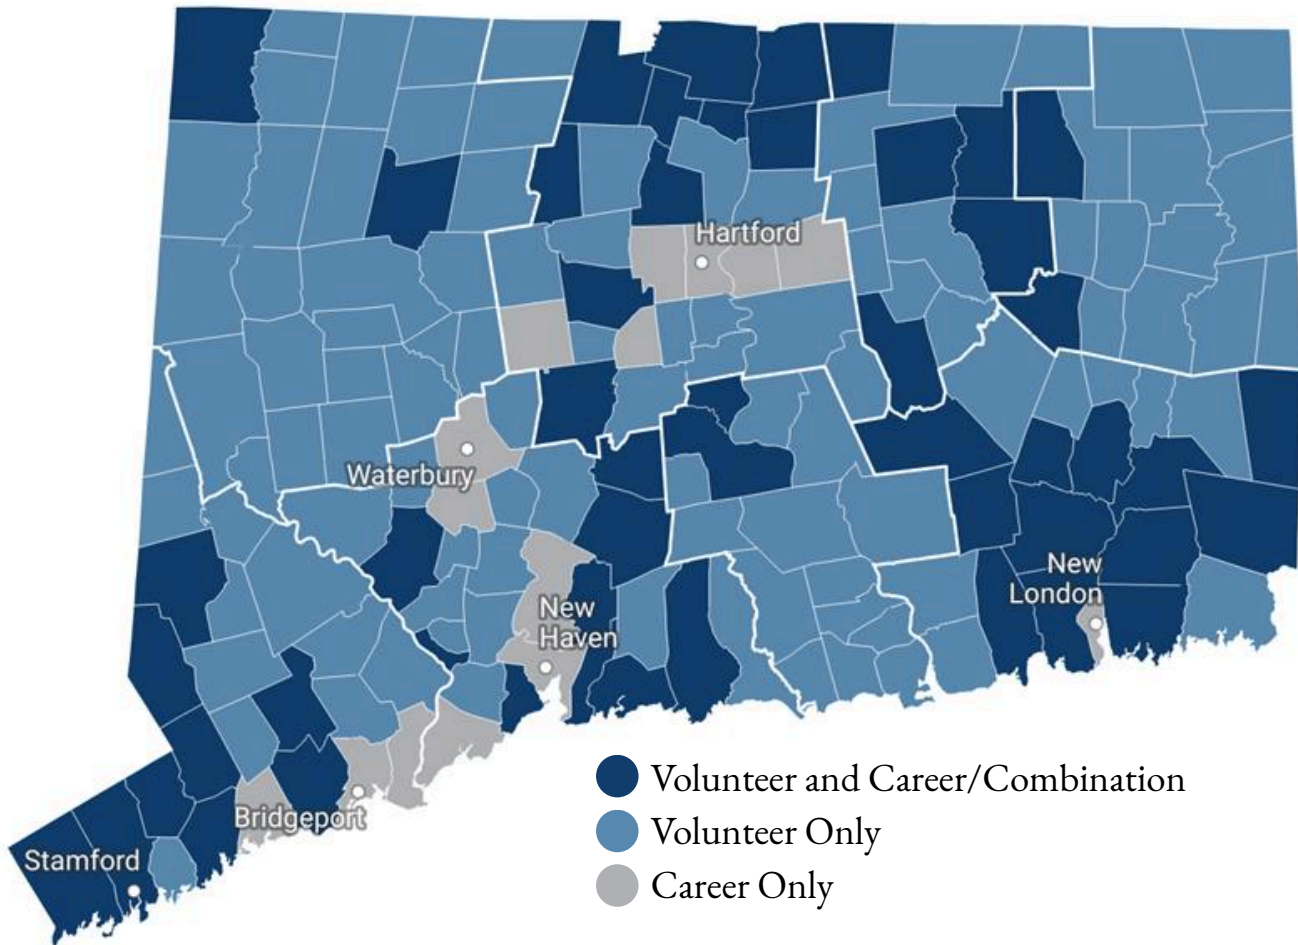 Hartford
Waterbury
New
London
New
Haven
Bridgeport
Stamford
Volunteer and Career/Combination
Volunteer Only
Career Only